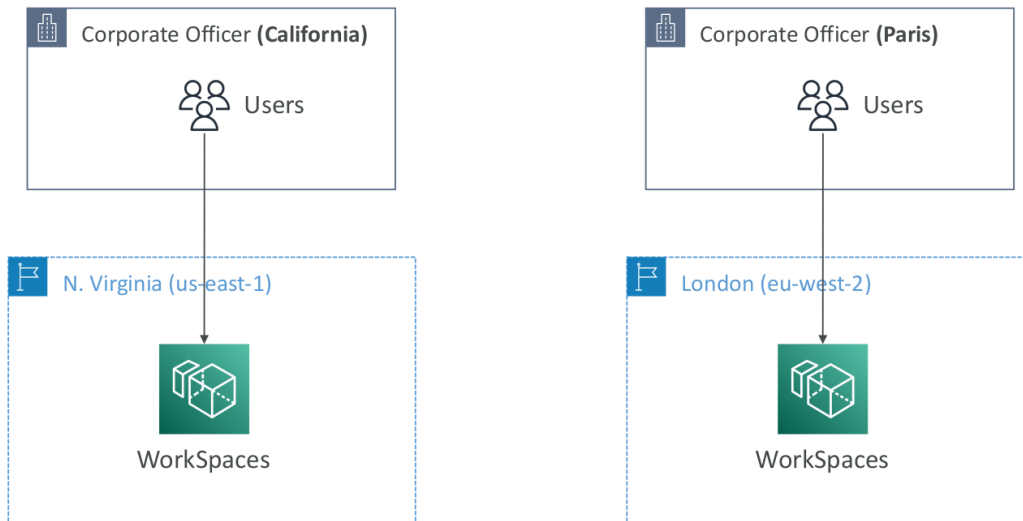 Corporate Officer (California)
Users
N. Virginia (us-east-1)
WorkSpaces
Corporate Officer (Paris)
Users
London (eu-west-2)
WorkSpaces